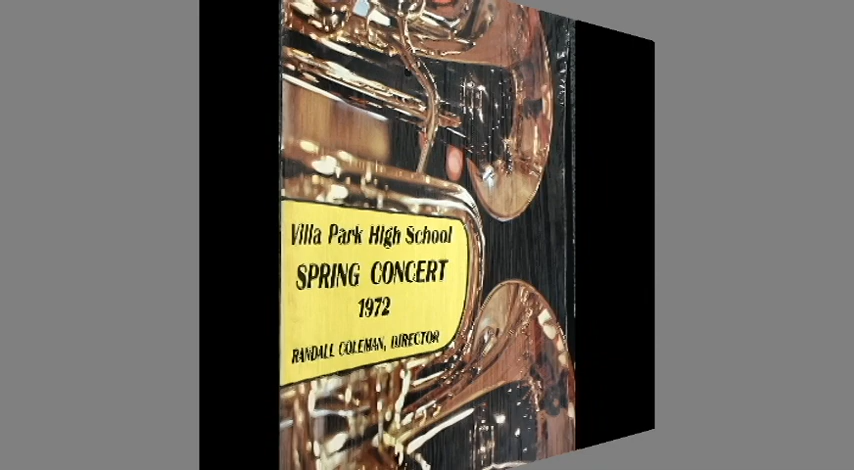 Villa Park High School
SPRING CONCERT
1972
RANDALL COLEMAN, DIRECTOR